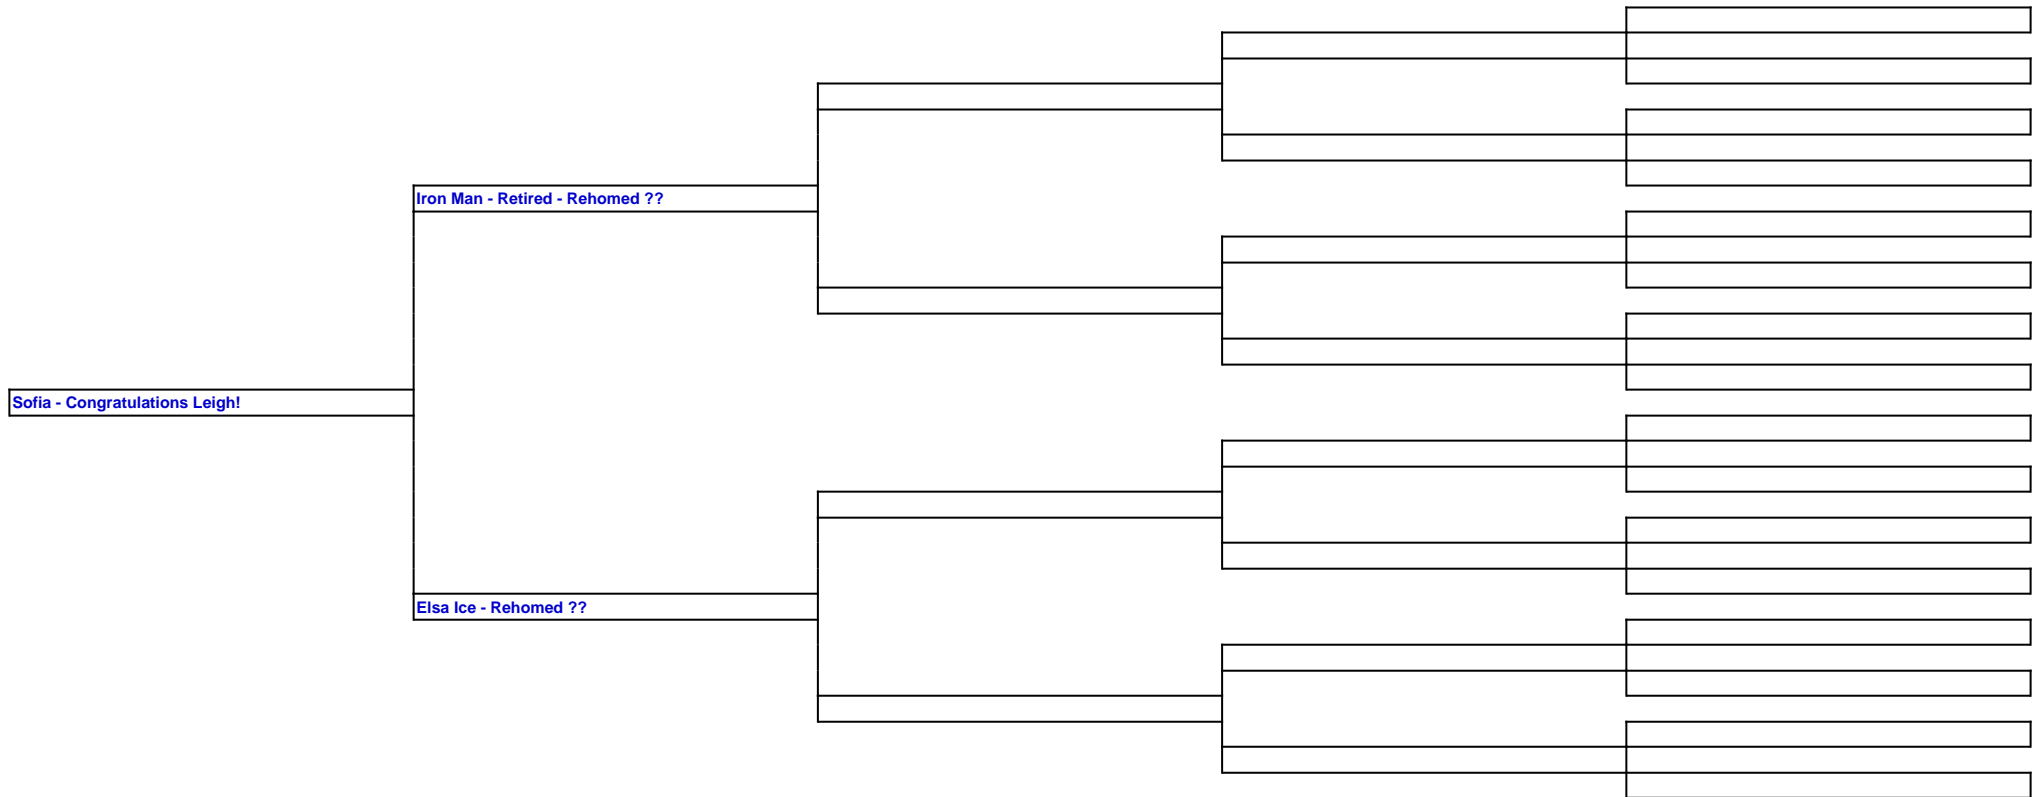 Iron Man - Retired - Rehomed ??
Sofia - Congratulations Leigh!
Elsa Ice - Rehomed ??